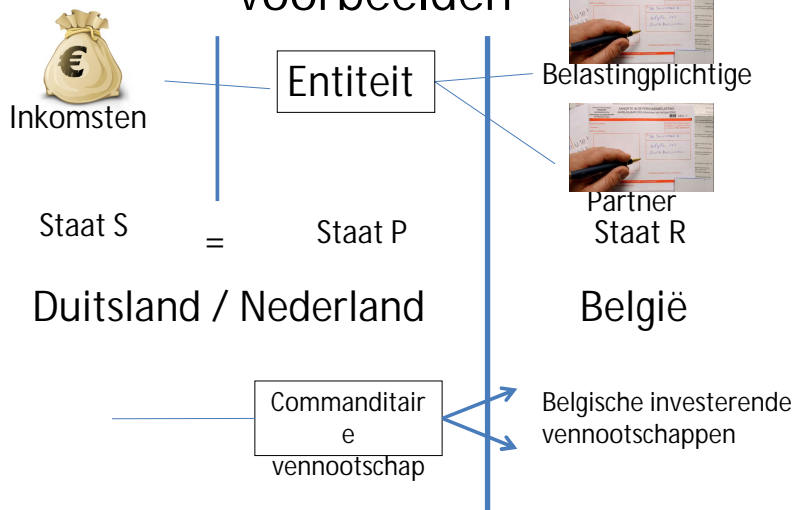 voorbeelden
€
Entiteit
Belastingplichtige
Inkomsten
Partner
Staat S
=
Staat P
Staat R
Duitsland / Nederland
België
Commanditair
e
vennootschap
Belgische investerende
vennootschappen